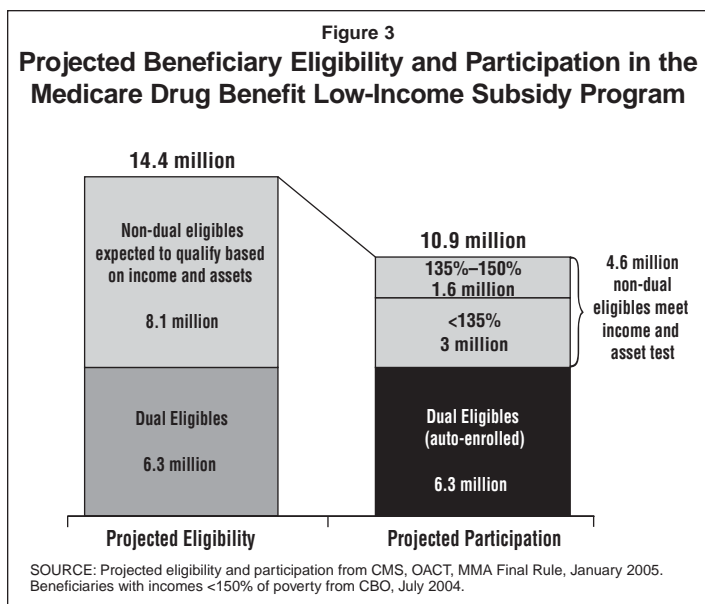 Figure 3
Projected Beneficiary Eligibility and Participation in the
Medicare Drug Benefit Low-Income Subsidy Program
14.4 million
Non-dual eligibles
expected to qualify based
on income and assets
8.1 million
Dual Eligibles
6.3 million
10.9 million
135%–150%
1.6 million
<135%
3 million
4.6 million
non-dual
eligibles meet
income and
asset test
Dual Eligibles
(auto-enrolled)
6.3 million
Projected Eligibility
Projected Participation
SOURCE: Projected eligibility and participation from CMS, OACT, MMA Final Rule, January 2005.
Beneficiaries with incomes <150% of poverty from CBO, July 2004.